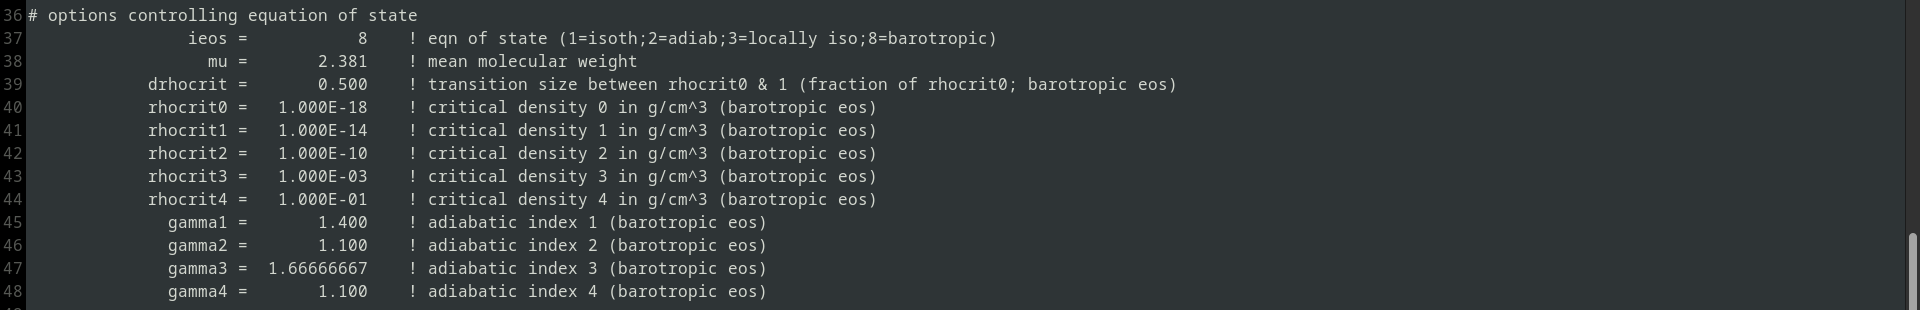 36 # options controlling equation of state
37                 ieos =           8    ! eqn of state (1=isoth;2=adiab;3=locally iso;8=barotropic)
38                   mu =       2.381    ! mean molecular weight
39             drhocrit =       0.500    ! transition size between rhocrit0 & 1 (fraction of rhocrit0; barotropic eos)
40             rhocrit0 =   1.000E-18    ! critical density 0 in g/cm^3 (barotropic eos)
41             rhocrit1 =   1.000E-14    ! critical density 1 in g/cm^3 (barotropic eos)
42             rhocrit2 =   1.000E-10    ! critical density 2 in g/cm^3 (barotropic eos)
43             rhocrit3 =   1.000E-03    ! critical density 3 in g/cm^3 (barotropic eos)
44             rhocrit4 =   1.000E-01    ! critical density 4 in g/cm^3 (barotropic eos)
45               gamma1 =       1.400    ! adiabatic index 1 (barotropic eos)
46               gamma2 =       1.100    ! adiabatic index 2 (barotropic eos)
47               gamma3 =  1.66666667    ! adiabatic index 3 (barotropic eos)
48               gamma4 =       1.100    ! adiabatic index 4 (barotropic eos)